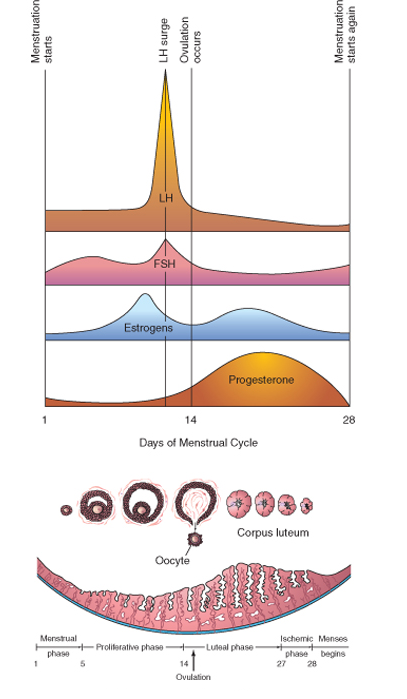 Menstruation
starts
LH surge
Ovulation
occurs
Menstruation
starts again
LH
FSH
Estrogens
Progesterone
1
14
28
Days of Menstrual Cycle
Corpus luteum
Oocyte
Menstrual
phase
Proliferative phase
Luteal phase
Ischemic
phase
Menses
begins
1
5
14
27
28
Ovulation